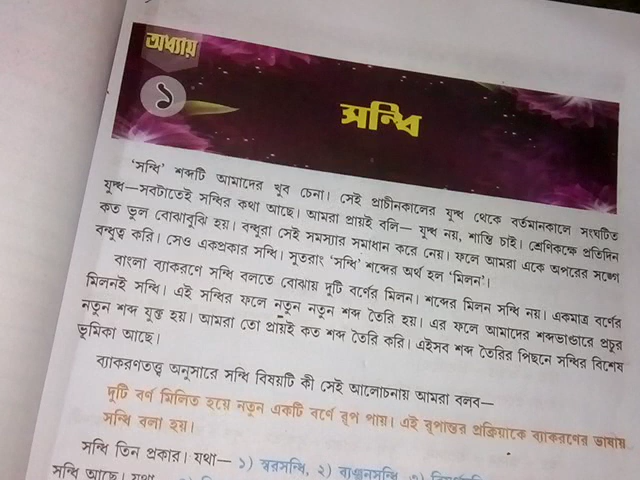 অধ্যায়
১
সন্ধি
‘সন্ধি’ শব্দটি আমাদের খুব চেনা। সেই প্রাচীনকালের যুদ্ধ থেকে বর্তমানকালে সংঘটিত
যুদ্ধ—সবটাতেই সন্ধির কথা আছে। আমরা প্রায়ই বলি— যুদ্ধ নয়, শান্তি চাই। শ্রেণিকক্ষে প্রতিদিন
কত ভুল বোঝাবুঝি হয়। বন্ধুরা সেই সমস্যার সমাধান করে নেয়। ফলে আমরা একে অপরের সঙ্গে
বন্ধুত্ব করি। সেও একপ্রকার সন্ধি। সুতরাং ‘সন্ধি’ শব্দের অর্থ হল ‘মিলন’।
বাংলা ব্যাকরণে সন্ধি বলতে বোঝায় দুটি বর্ণের মিলন। শব্দের মিলন সন্ধি নয়। একমাত্র বর্ণের
মিলনই সন্ধি। এই সন্ধির ফলে নতুন নতুন শব্দ তৈরি হয়। এর ফলে আমাদের শব্দভাণ্ডারে প্রচুর
নতুন শব্দ যুক্ত হয়। আমরা তো প্রায়ই কত শব্দ তৈরি করি। এইসব শব্দ তৈরির পিছনে সন্ধির বিশেষ
ভূমিকা আছে।
ব্যাকরণতত্ত্ব অনুসারে সন্ধি বিষয়টি কী সেই আলোচনায় আমরা বলব—
দুটি বর্ণ মিলিত হয়ে নতুন একটি বর্ণে রূপ পায়। এই রূপান্তর প্রক্রিয়াকে ব্যাকরণের ভাষায়
সন্ধি বলা হয়।
সন্ধি তিন প্রকার। যথা— ১) স্বরসন্ধি, ২) ব্যঞ্জনসন্ধি
সন্ধি আছে। যথা